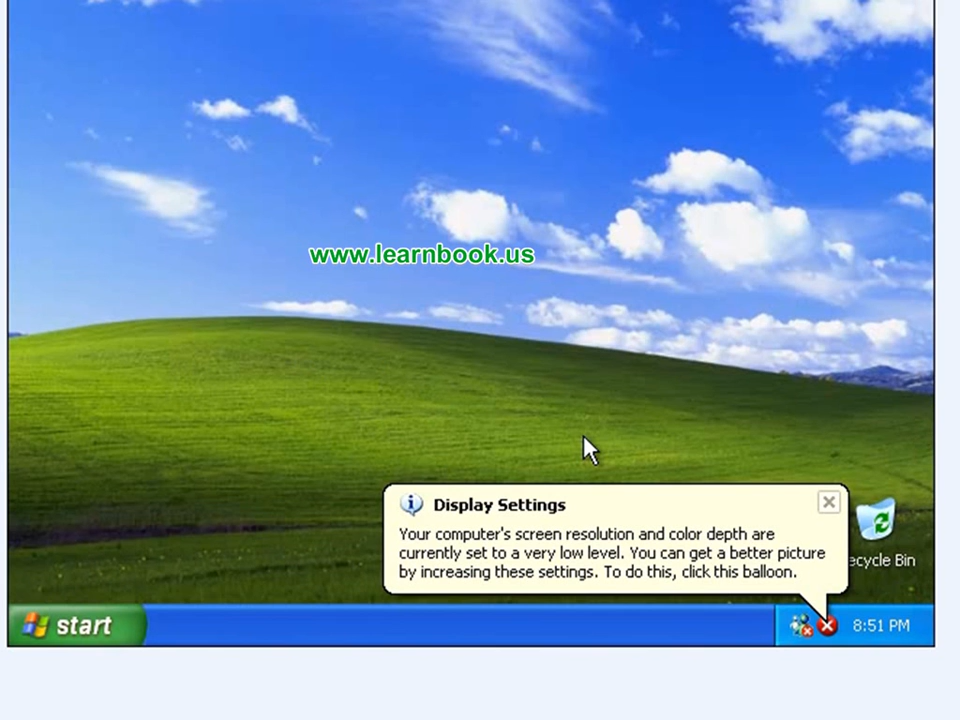 www.learnbook.us
Display Settings
Your computer's screen resolution and color depth are
currently set to a very low level. You can get a better picture
by increasing these settings. To do this, click this balloon.
ecycle Bin
start
8:51 PM